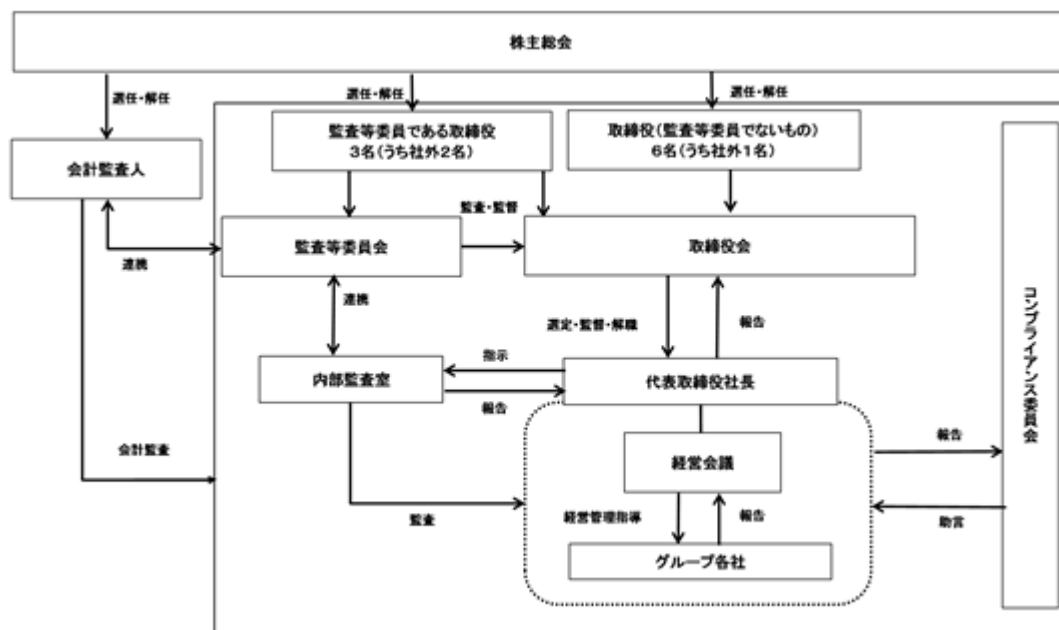 株主総会
選任・解任
選任・解任
選任・解任
監査等委員である取締役
3名(うち社外2名)
取締役(監査等委員でないもの)
6名(うち社外1名)
会計監査人
監査・監督
監査等委員会
取締役会
連携
連携
選定・監督・解職
報告
コンプライアンス委員会
指示
内部監査室
代表取締役社長
報告
会計監査
経営会議
報告
監査
経営管理指導
報告
助言
グループ各社